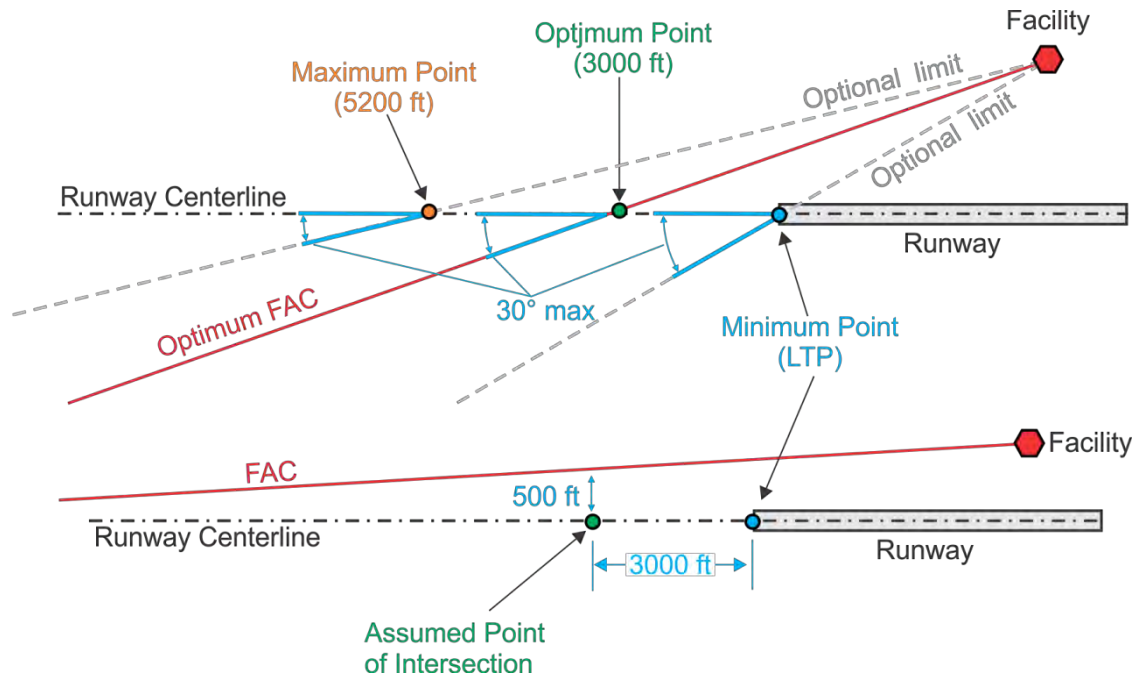 Facility
Optjmum Point
(3000 ft)
Maximum Point
(5200 ft)
Optional limit
Optional limit
Runway Centerline
Runway
30° max
Optimum FAC
Minimum Point
(LTP)
Facility
FAC
500 ft
Runway Centerline
Runway
3000 ft
Assumed Point
of Intersection